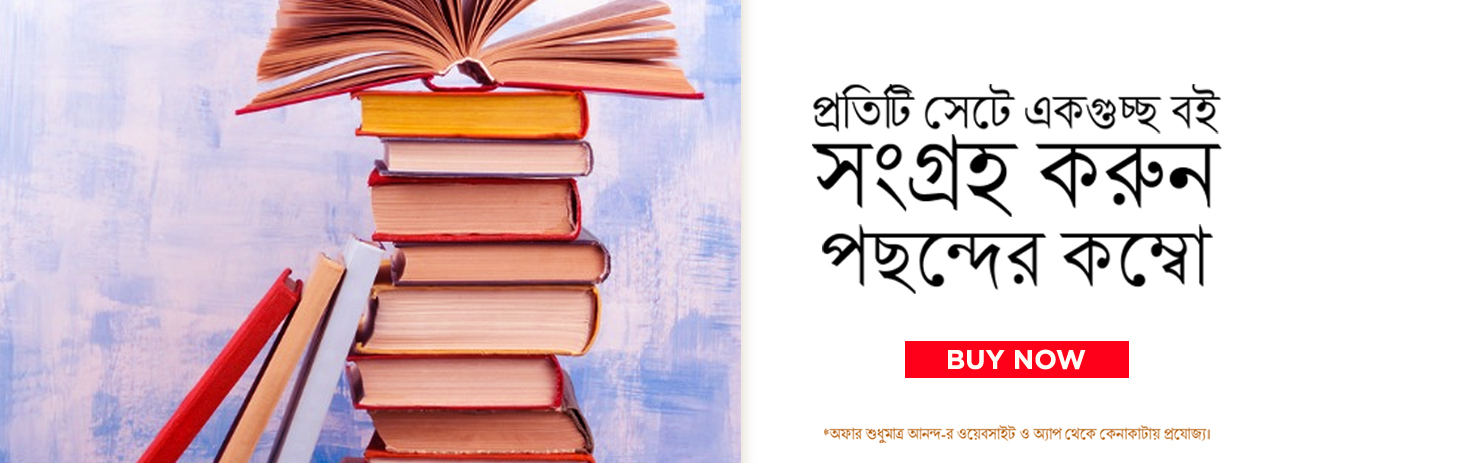 প্রতিটি সেটে একগুচ্ছ বই
সংগ্রহ করুন
পছন্দের কম্বো
BUY NOW
*অফার শুধুমাত্র আনন্দ-র ওয়েবসাইট ও অ্যাপ থেকে কেনাকাটায় প্রযোজ্য।